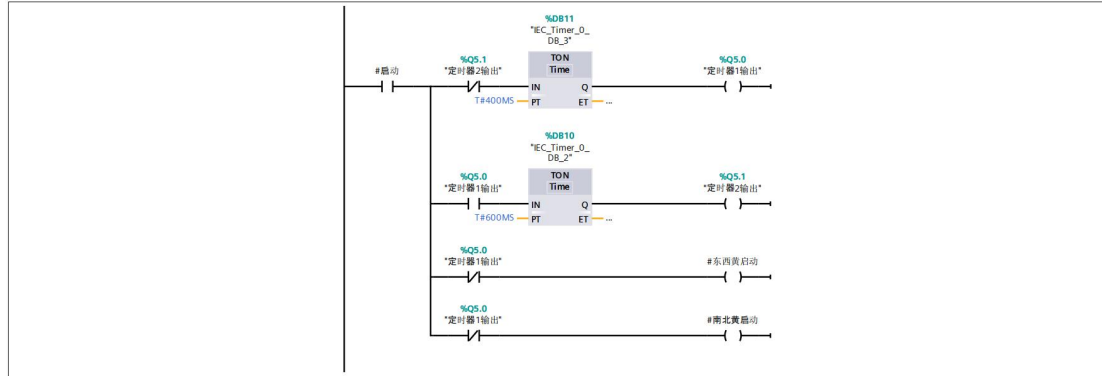 %DB11
"IEC_Timer_0_
DB_3"
#启动
%Q5.1
"定时器2输出"
TON
Time
%Q5.0
"定时器1输出"
IN
Q
T#400MS
PT
ET
...
%DB10
"IEC_Timer_0_
DB_2"
%Q5.0
"定时器1输出"
TON
Time
%Q5.1
"定时器2输出"
IN
Q
T#600MS
PT
ET
...
%Q5.0
"定时器1输出"
#东西黄启动
%Q5.0
"定时器1输出"
#南北黄启动